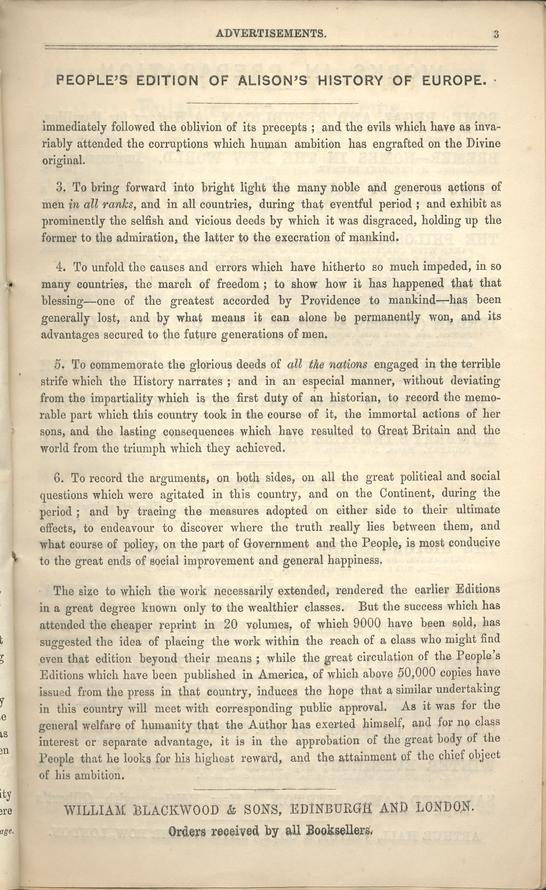 ADVERTISEMENTS.
3
PEOPLE'S EDITION OF ALISON'S HISTORY OF EUROPE.
immediately followed the oblivion of its precepts ; and the evils which have as inva-
riably attended the corruptions which human ambition has engrafted on the Divine
original.
3. To bring forward into bright light the many noble and generous actions of
men in all ranks, and in all countries, during that eventful period ; and exhibit as
prominently the selfish and vicious deeds by which it was disgraced, holding up the
former to the admiration, the latter to the execration of mankind.
4. To unfold the causes and errors which have hitherto so much impeded, in so
many countries, the march of freedom ; to show how it has happened that that
blessing—one of the greatest accorded by Providence to mankind—has been
generally lost, and by what means it can alone be permanently won, and its
advantages secured to the future generations of men.
5. To commemorate the glorious deeds of all the nations engaged in the terrible
strife which the History narrates ; and in an especial manner, without deviating
from the impartiality which is the first duty of an historian, to record the memo-
rable part which this country took in the course of it, the immortal actions of her
sons, and the lasting consequences which have resulted to Great Britain and the
world from the triumph which they achieved.
6. To record the arguments, on both sides, on all the great political and social
questions which were agitated in this country, and on the Continent, during the
period ; and by tracing the measures adopted on either side to their ultimate
effects, to endeavour to discover where the truth really lies between them, and
what course of policy, on the part of Government and the People, is most conducive
to the great ends of social improvement and general happiness.
The size to which the work necessarily extended, rendered the earlier Editions
in a great degree known only to the wealthier classes. But the success which has
attended the cheaper reprint in 20 volumes, of which 9000 have been sold, has
suggested the idea of placing the work within the reach of a class who might find
even that edition beyond their means ; while the great circulation of the People's
Editions which have been published in America, of which above 50,000 copies have
issued from the press in that country, induces the hope that a similar undertaking
in this country will meet with corresponding public approval. As it was for the
general welfare of humanity that the Author has exerted himself, and for no class
interest or separate advantage, it is in the approbation of the great body of the
People that he looks for his highest reward, and the attainment of the chief object
of his ambition.
WILLIAM BLACKWOOD & SONS, EDINBURGH AND LONDON.
Orders received by all Booksellers.